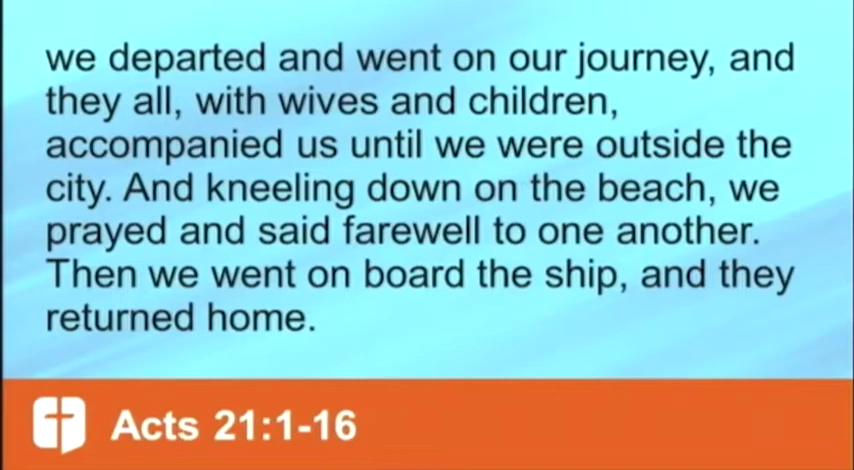 we departed and went on our journey, and
they all, with wives and children,
accompanied us until we were outside the
city. And kneeling down on the beach, we
prayed and said farewell to one another.
Then we went on board the ship, and they
returned home.
Acts 21:1-16